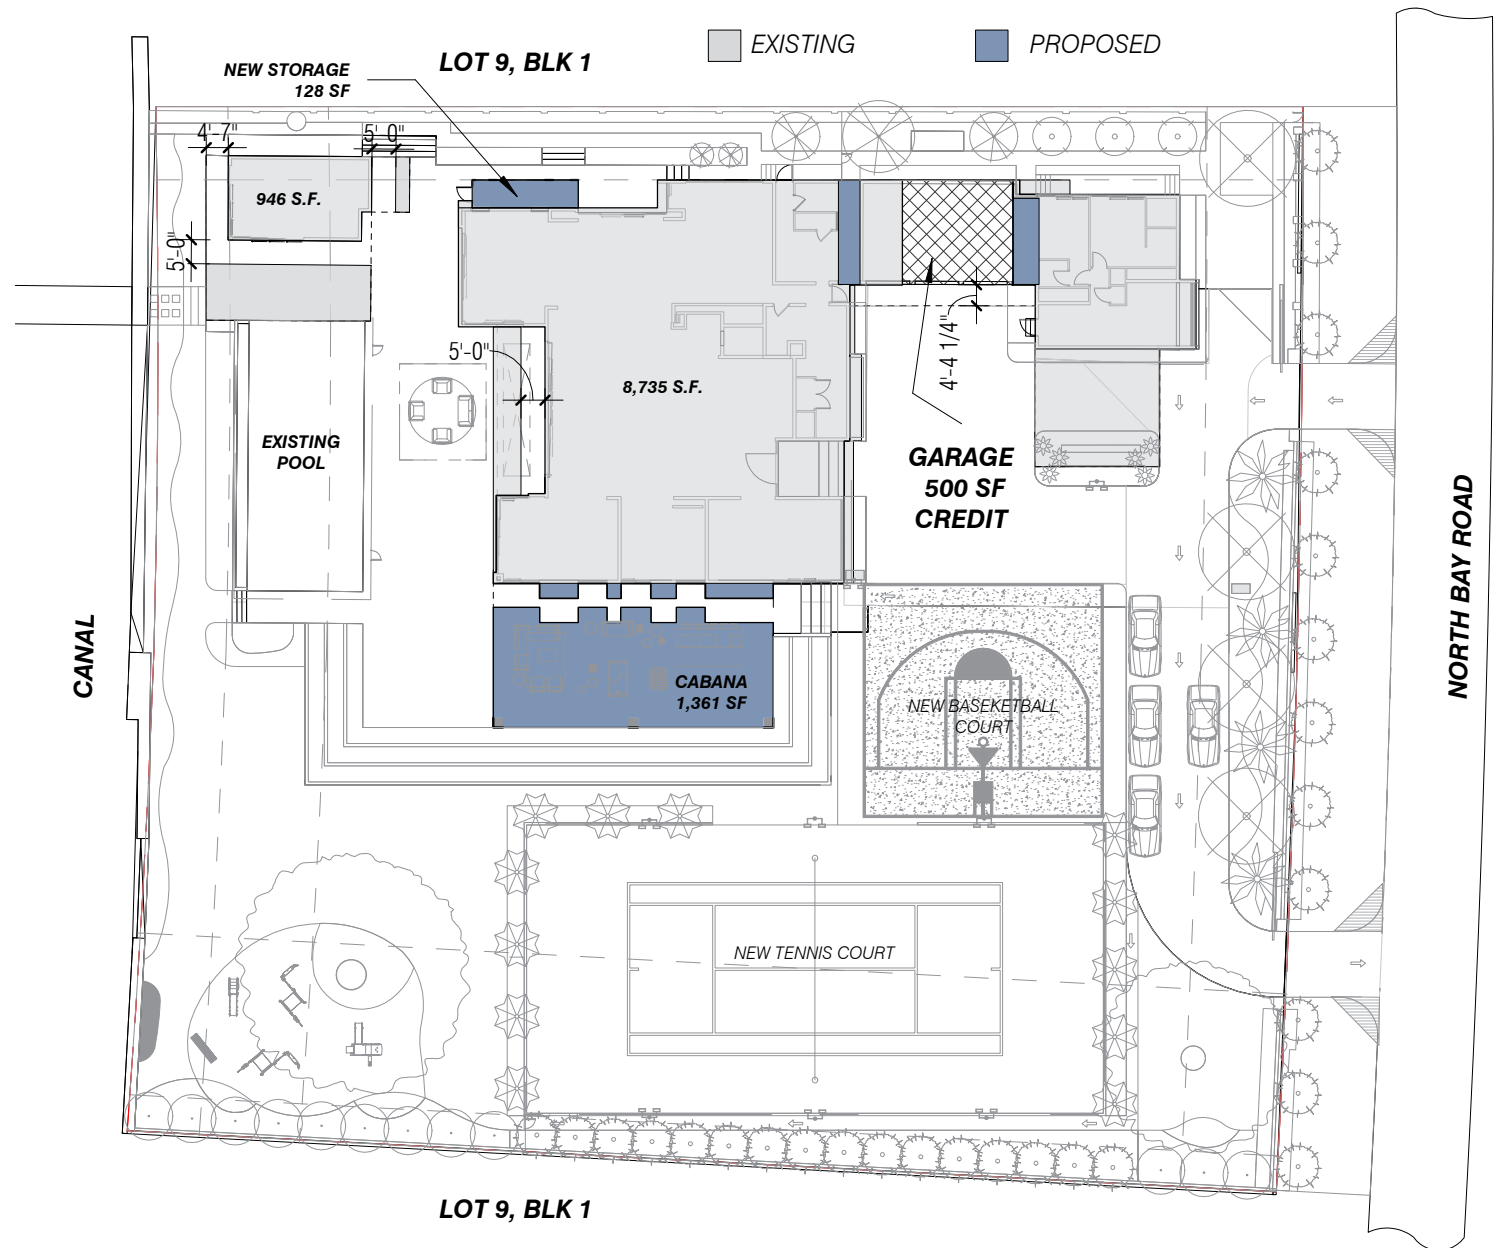 EXISTING
PROPOSED
LOT 9, BLK 1
NEW STORAGE
128 SF
4'-7"
5'-0"
946 S.F.
5'-0"
5'-0"
8,735 S.F.
4'-4 1/4"
EXISTING
POOL
GARAGE
500 SF
CREDIT
CANAL
NORTH BAY ROAD
CABANA
1,361 SF
NEW BASEKETBALL
COURT
NEW TENNIS COURT
LOT 9, BLK 1